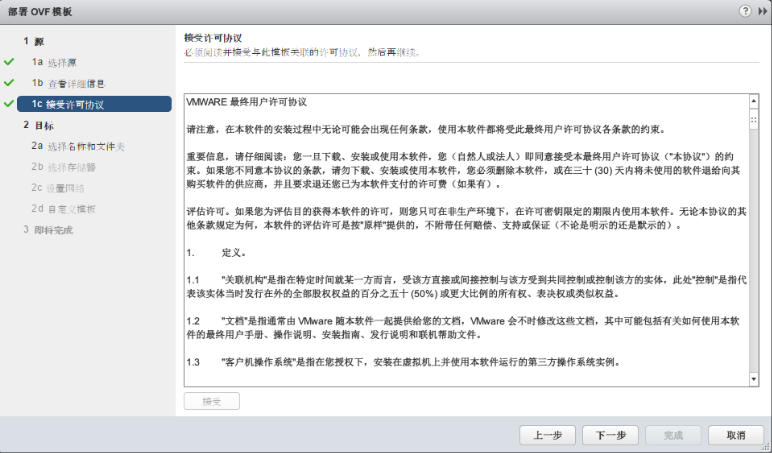 部署 OVF 模板
1 源
1a 选择源
1b 查看详细信息
1c 接受许可协议
2 目标
2a 选择名称和文件夹
2b 选择存储器
2c 设置网络
2d 自定义模板
3 即将完成
接受许可协议
必须阅读并接受与此模板关联的许可协议，然后再继续。
VMWARE 最终用户许可协议
请注意，在本软件的安装过程中无论可能会出现任何条款，使用本软件都将受此最终用户许可协议各条款的约束。
重要信息，请仔细阅读：您一旦下载、安装或使用本软件，您（自然人或法人）即同意接受本最终用户许可协议（"本协议"）的约
束。如果您不同意本协议的条款，请勿下载、安装或使用本软件，您必须删除本软件，或在三十 (30) 天内将未使用的软件退给向其
购买软件的供应商，并且要求退还您已为本软件支付的许可费（如果有）。
评估许可。如果您为评估目的获得本软件的许可，则您只可在非生产环境下，在许可密钥限定的期限内使用本软件。无论本协议的其
他条款规定为何，本软件的评估许可是按"原样"提供的，不附带任何赔偿、支持或保证（不论是明示的还是默示的）。
1. 定义。
1.1 "关联机构"是指在特定时间就某一方而言，受该方直接或间接控制与该方受到共同控制或控制该方的实体，此处"控制"是指代
表该实体当时发行在外的全部股权权益的百分之五十 (50%) 或更大比例的所有权、表决权或类似权益。
1.2 "文档"是指通常由 VMware 随本软件一起提供给您的文档，VMware 会不时修改这些文档，其中可能包括有关如何使用本软
件的最终用户手册、操作说明、安装指南、发行说明和联机帮助文件。
1.3 "客户机操作系统"是指在您授权下，安装在虚拟机上并使用本软件运行的第三方操作系统实例。
接受
上一步 下一步 完成 取消